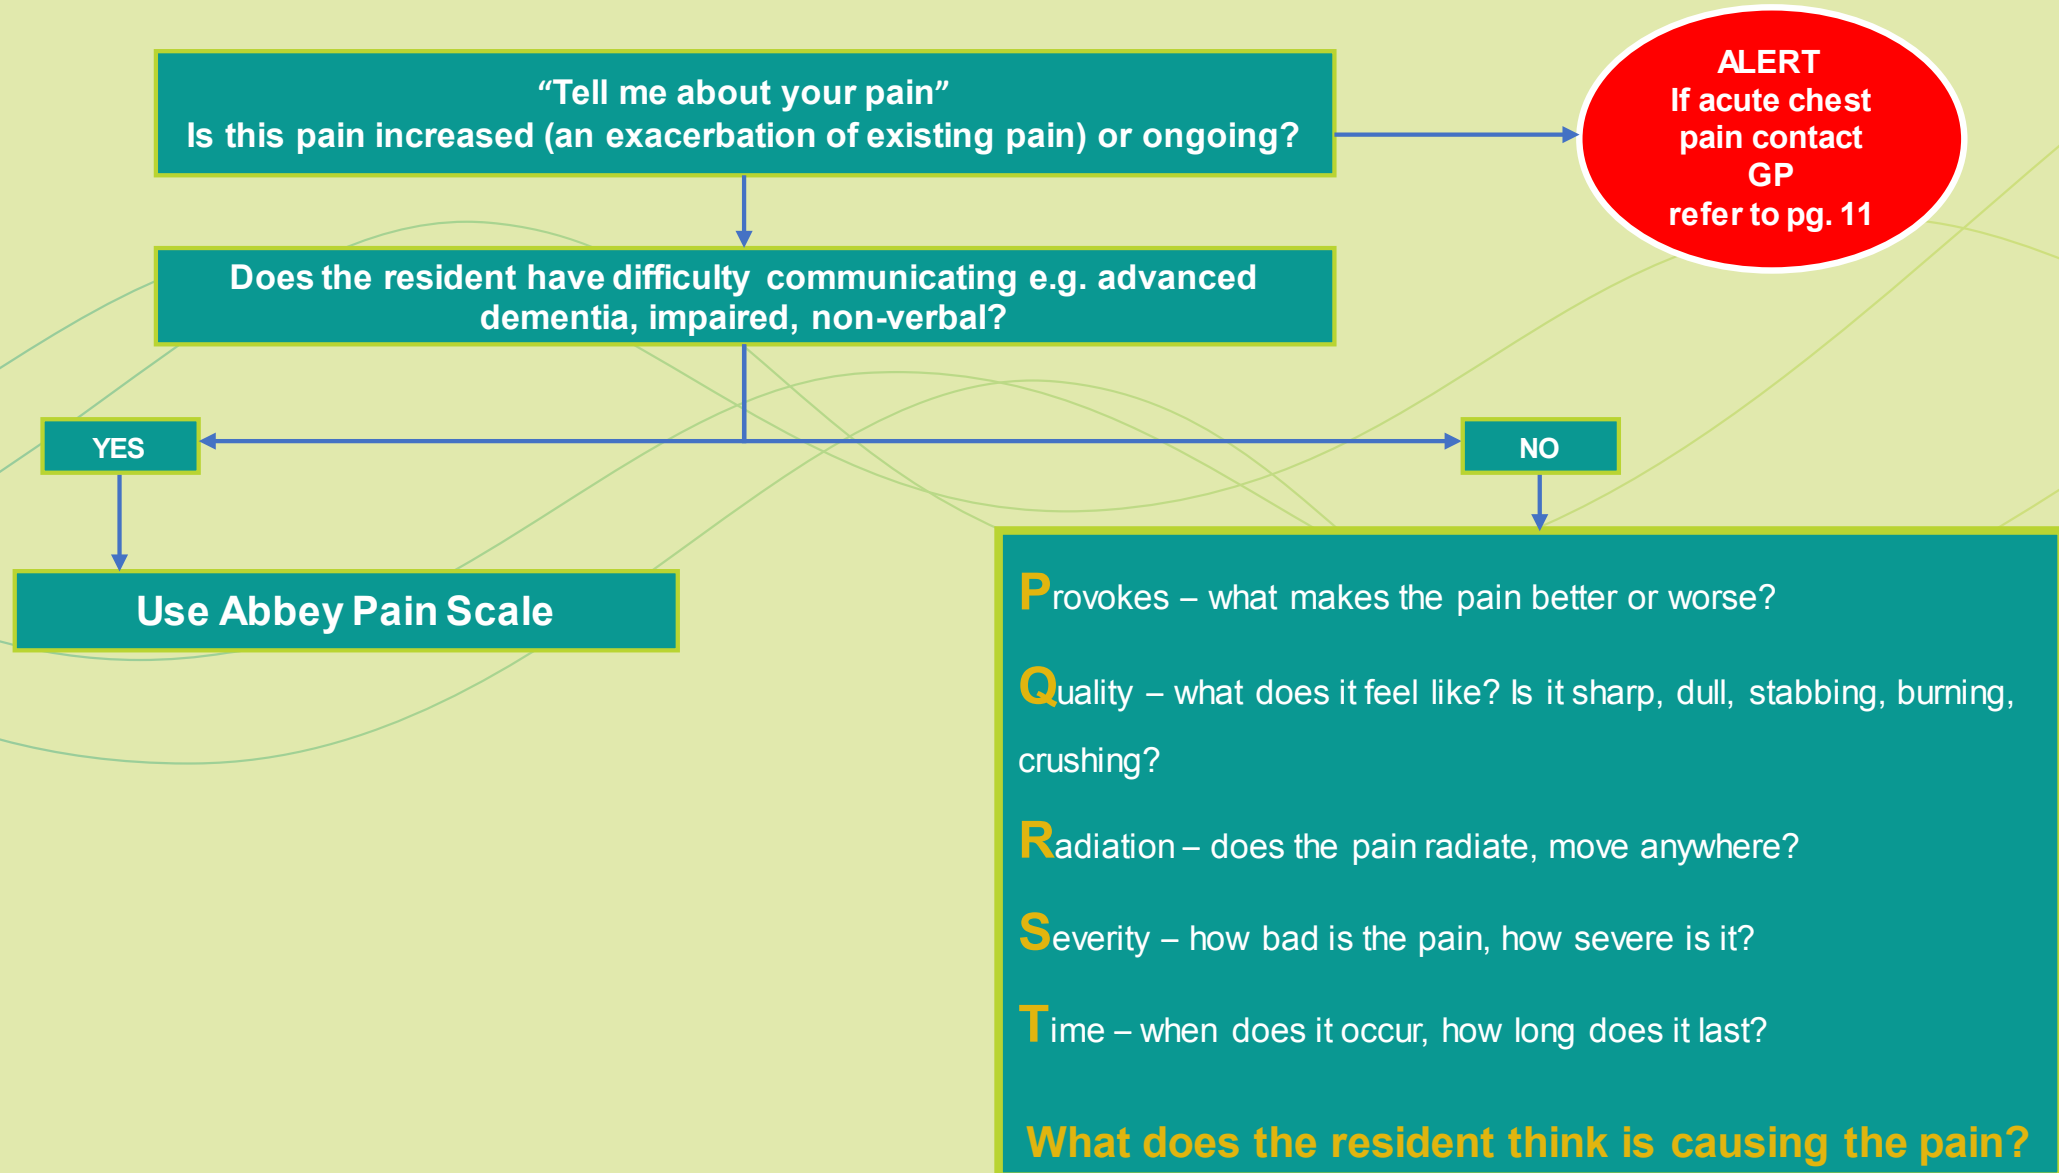 “Tell me about your pain”
Is this pain increased (an exacerbation of existing pain) or ongoing?
ALERT
If acute chest
pain contact
GP
refer to pg. 11
Does the resident have difficulty communicating e.g. advanced
dementia, impaired, non-verbal?
YES
NO
Use Abbey Pain Scale
Provokes – what makes the pain better or worse?
Quality – what does it feel like? Is it sharp, dull, stabbing, burning,
crushing?
Radiation – does the pain radiate, move anywhere?
Severity – how bad is the pain, how severe is it?
Time – when does it occur, how long does it last?
What does the resident think is causing the pain?